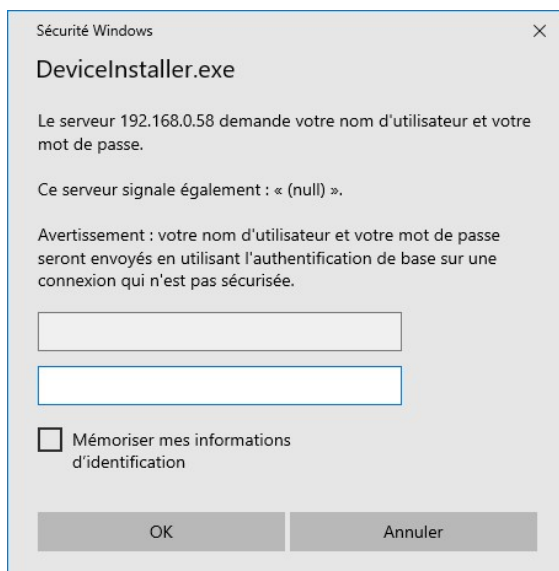 Sécurité Windows
DeviceInstaller.exe
Le serveur 192.168.0.58 demande votre nom d'utilisateur et votre
mot de passe.
Ce serveur signale également : « (null) ».
Avertissement : votre nom d'utilisateur et votre mot de passe
seront envoyés en utilisant l'authentification de base sur une
connexion qui n'est pas sécurisée.
Mémoriser mes informations
d’identification
OK
Annuler